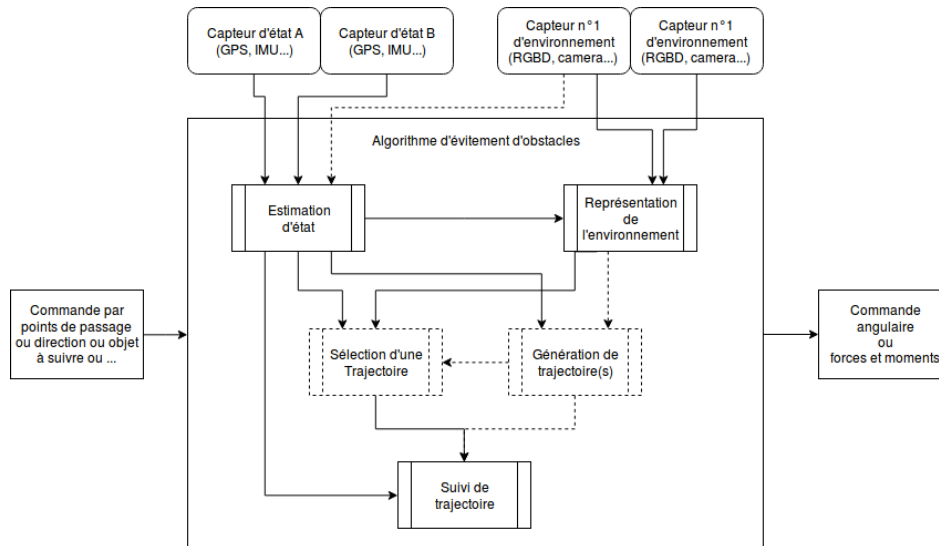 Capteur d'état A
(GPS, IMU...)
Capteur d'état B
(GPS, IMU...)
Capteur n°1
d'environnement
(RGBD, camera...)
Capteur n°1
d'environnement
(RGBD, camera...)
Algorithme d'évitement d'obstacles
Estimation
d'état
Représentation
de
l'environnement
Commande par
points de passage
ou direction ou objet
à suivre ou ...
Sélection d'une
Trajectoire
Génération de
trajectoire(s)
Commande
angulaire
ou
forces et moments
Suivi de
trajectoire